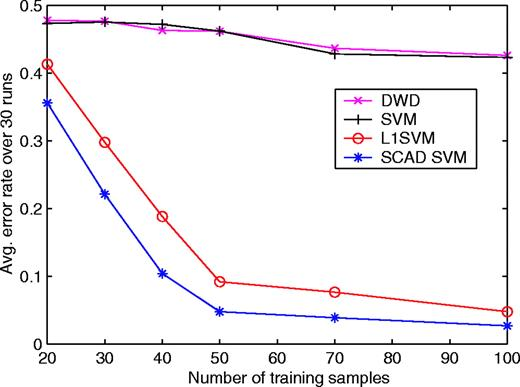 0.5
0.4
0.3
0.2
0.1
0
Avg. error rate over 30 runs
DWD
SVM
L1SVM
SCAD SVM
20 30 40 50 60 70 80 90 100
Number of training samples